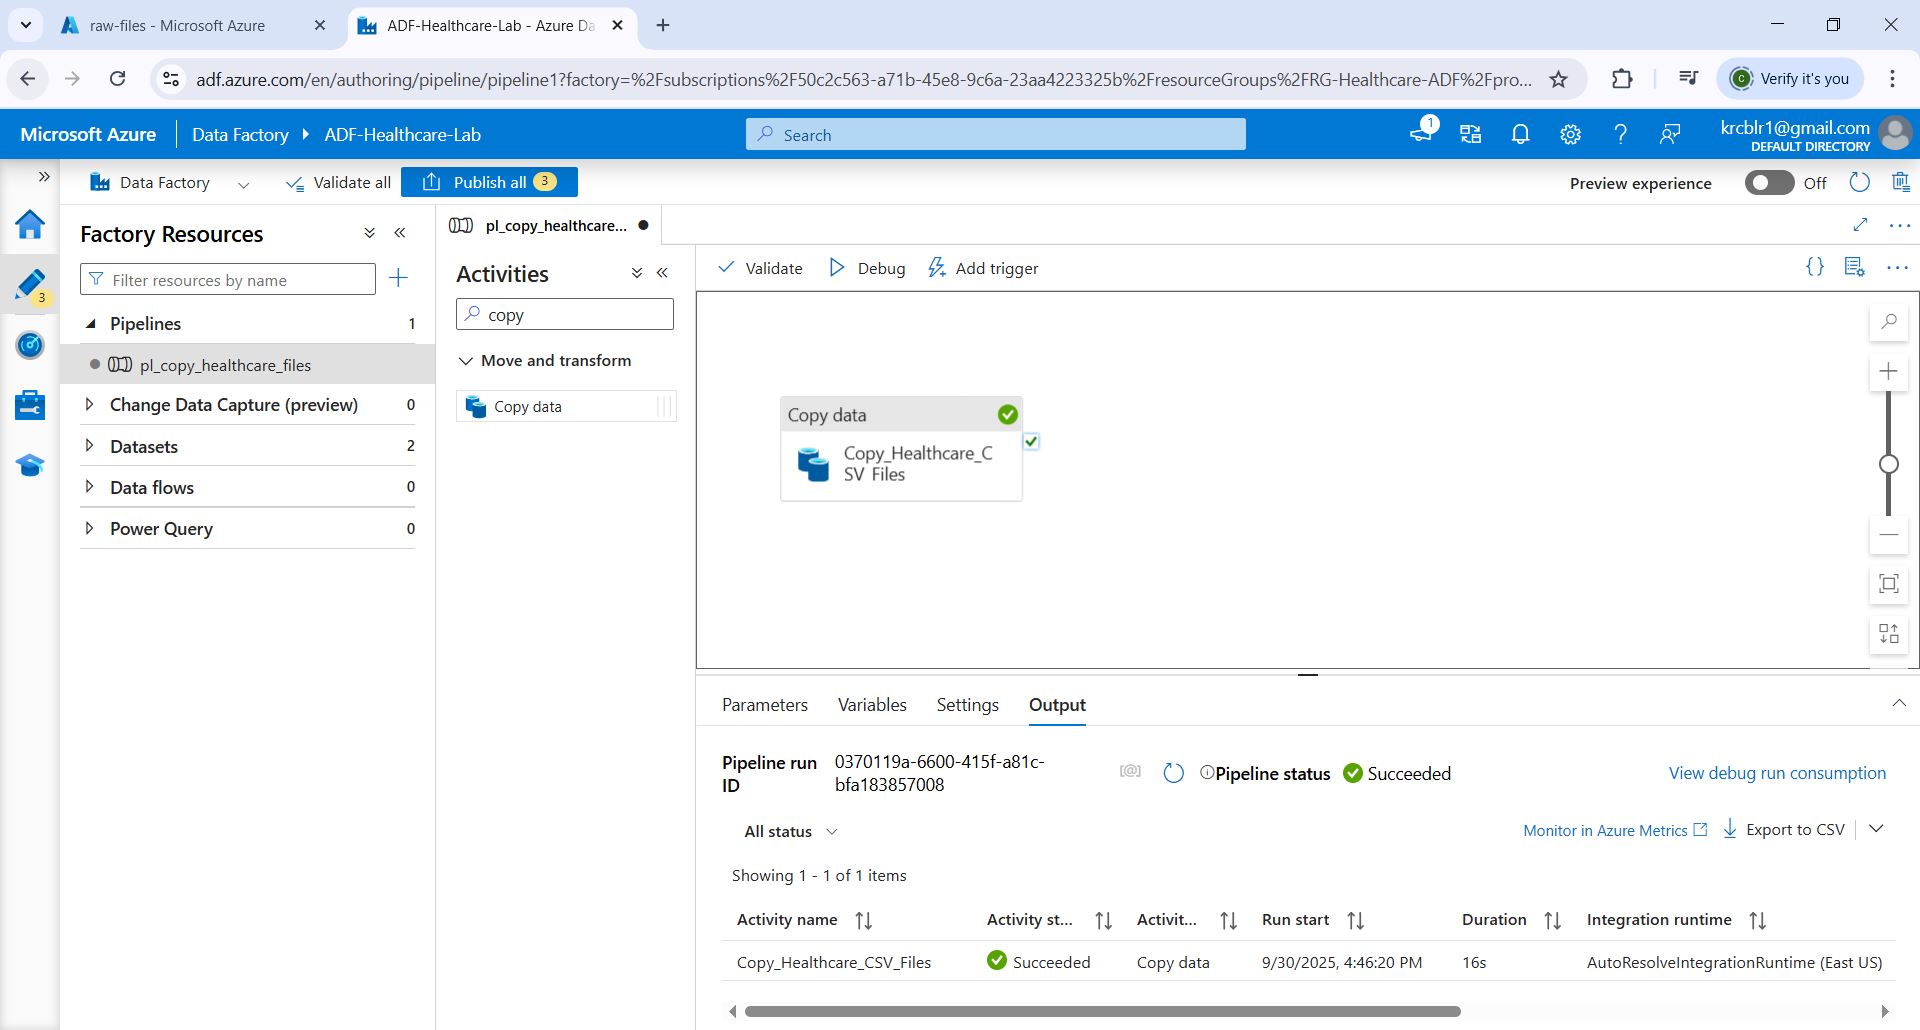 raw-files - Microsoft Azure
ADF-Healthcare-Lab - Azure Da
adf.azure.com/en/authoring/pipeline/pipeline1?factory=%2Fsubscriptions%2F50c2c563-a71b-45e8-9c6a-23aa4223325b%2FresourceGroups%2FRG-Healthcare-ADF%2Fpro...
C Verify it's you
Microsoft Azure Data Factory ADF-Healthcare-Lab
Search
1
krcblr1@gmail.com
DEFAULT DIRECTORY
Data Factory
Validate all
Publish all 3
Preview experience Off
Factory Resources
Filter resources by name
3
Pipelines 1
pl_copy_healthcare_files
Change Data Capture (preview) 0
Datasets 2
Data flows 0
Power Query 0
pl_copy_healthcare...
Activities
copy
Move and transform
Copy data
Validate Debug Add trigger
{}
Copy data
Copy_Healthcare_C
SV Files
Parameters Variables Settings Output
Pipeline run
ID
0370119a-6600-415f-a81c-
bfa183857008
[@]
Pipeline status Succeeded
View debug run consumption
All status
Monitor in Azure Metrics
Export to CSV
Showing 1 - 1 of 1 items
Activity name Activity st... Activit... Run start Duration Integration runtime
Copy_Healthcare_CSV_Files Succeeded Copy data 9/30/2025, 4:46:20 PM 16s AutoResolveIntegrationRuntime (East US)